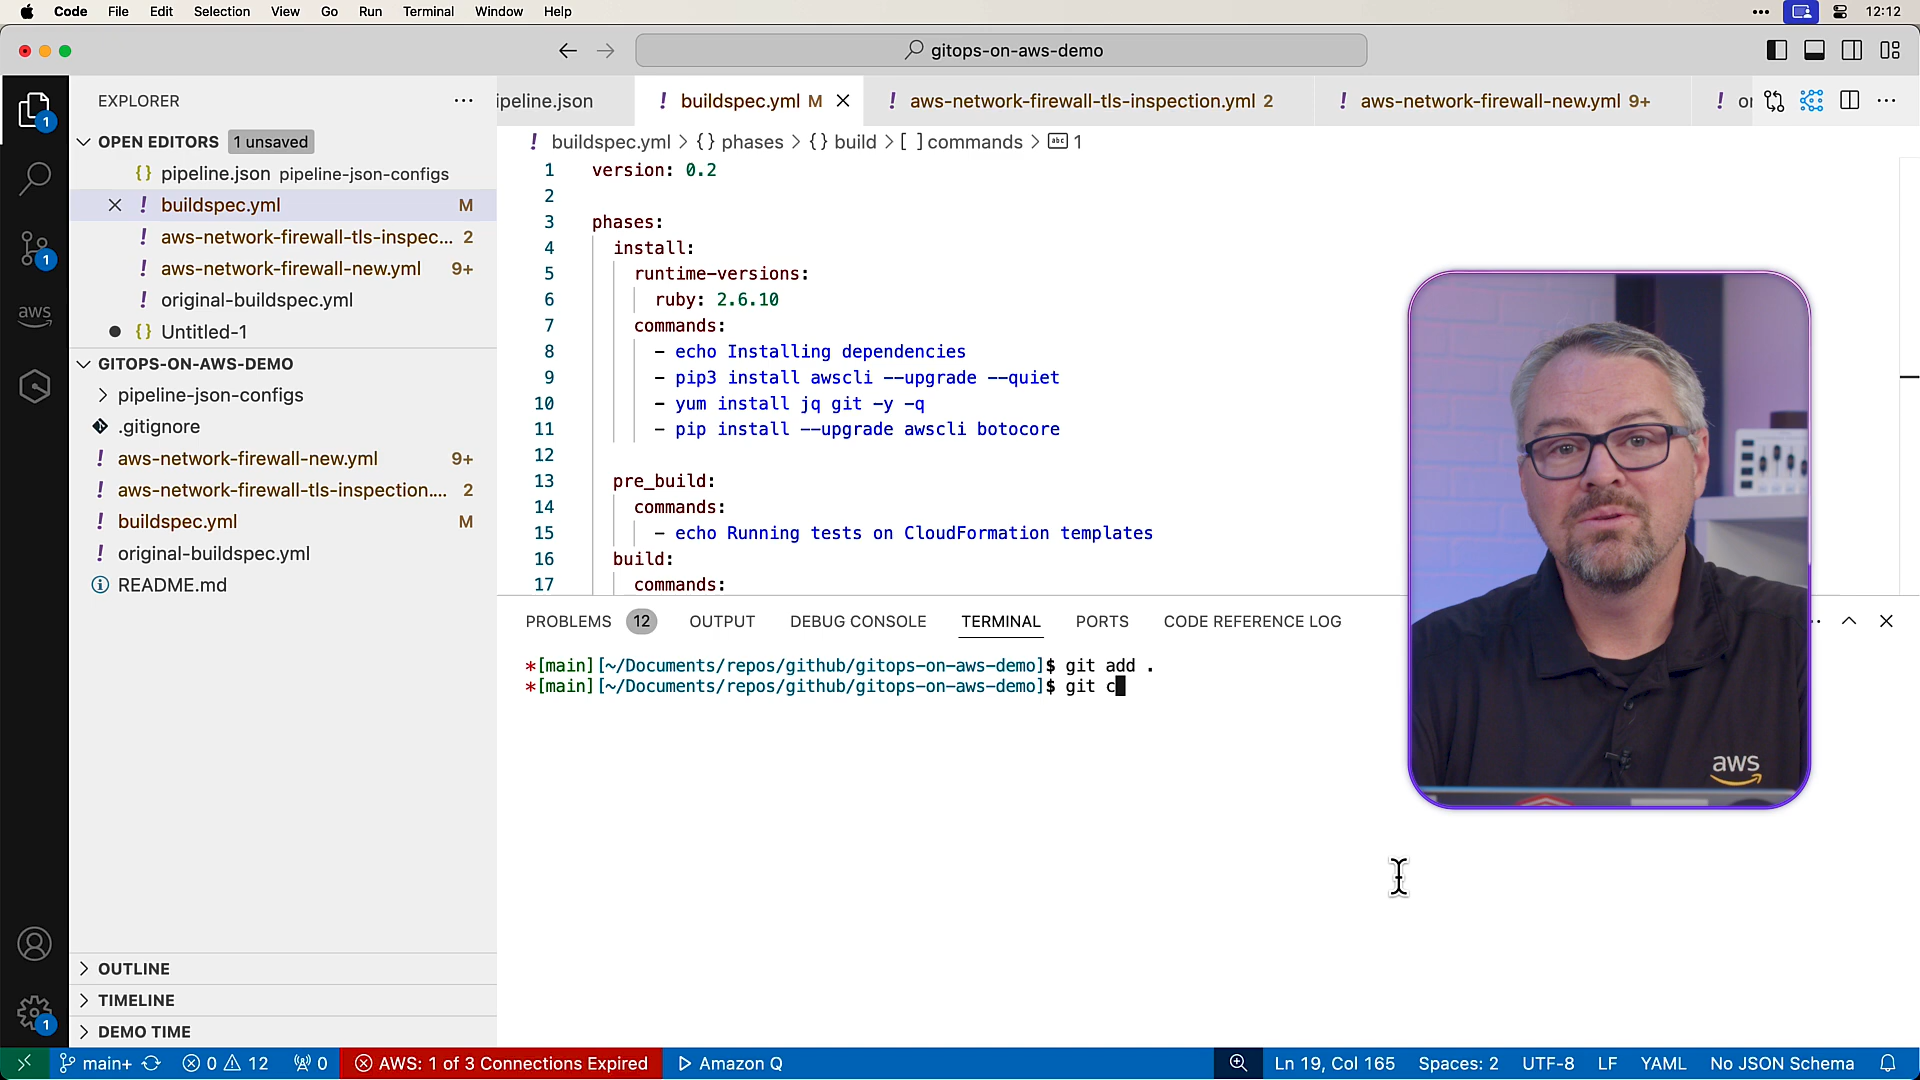 Code File Edit Selection View Go Run Terminal Window Help 12:12
gitops-on-aws-demo
EXPLORER
OPEN EDITORS 1 unsaved
pipeline.json pipeline-json-configs
buildspec.yml M
aws-network-firewall-tls-inspec... 2
aws-network-firewall-new.yml 9+
original-buildspec.yml
Untitled-1
GITOPS-ON-AWS-DEMO
pipeline-json-configs
.gitignore
aws-network-firewall-new.yml 9+
aws-network-firewall-tls-inspection.... 2
buildspec.yml M
original-buildspec.yml
README.md
OUTLINE
TIMELINE
DEMO TIME
1
1
aws
1
ipeline.json ! buildspec.yml M ! aws-network-firewall-tls-inspection.yml 2 ! aws-network-firewall-new.yml 9+ ! or
! buildspec.yml > {} phases > {} build > [ ] commands > abc 1
1 version: 0.2
2
3 phases:
4 install:
5 runtime-versions:
6 ruby: 2.6.10
7 commands:
8 - echo Installing dependencies
9 - pip3 install awscli --upgrade --quiet
10 - yum install jq git -y -q
11 - pip install --upgrade awscli botocore
12
13 pre_build:
14 commands:
15 - echo Running tests on CloudFormation templates
16 build:
17 commands:
PROBLEMS 12 OUTPUT DEBUG CONSOLE TERMINAL PORTS CODE REFERENCE LOG
*[main][~/Documents/repos/github/gitops-on-aws-demo]$ git add .
*[main][~/Documents/repos/github/gitops-on-aws-demo]$ git c
aws
main+ 0 12 0 AWS: 1 of 3 Connections Expired Amazon Q Ln 19, Col 165 Spaces: 2 UTF-8 LF YAML No JSON Schema